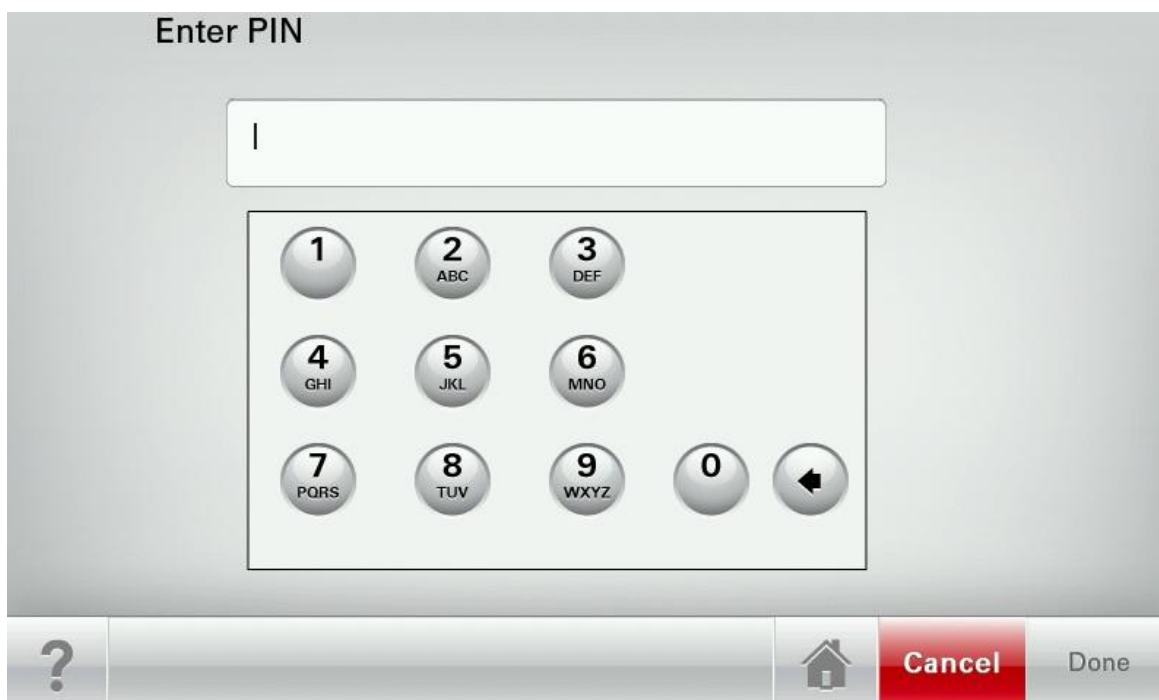 Enter PIN
1 2 3
ABC DEF
4 5 6
GHI JKL MNO
7 8 9 0
PQRS TUV WXYZ
? Cancel Done